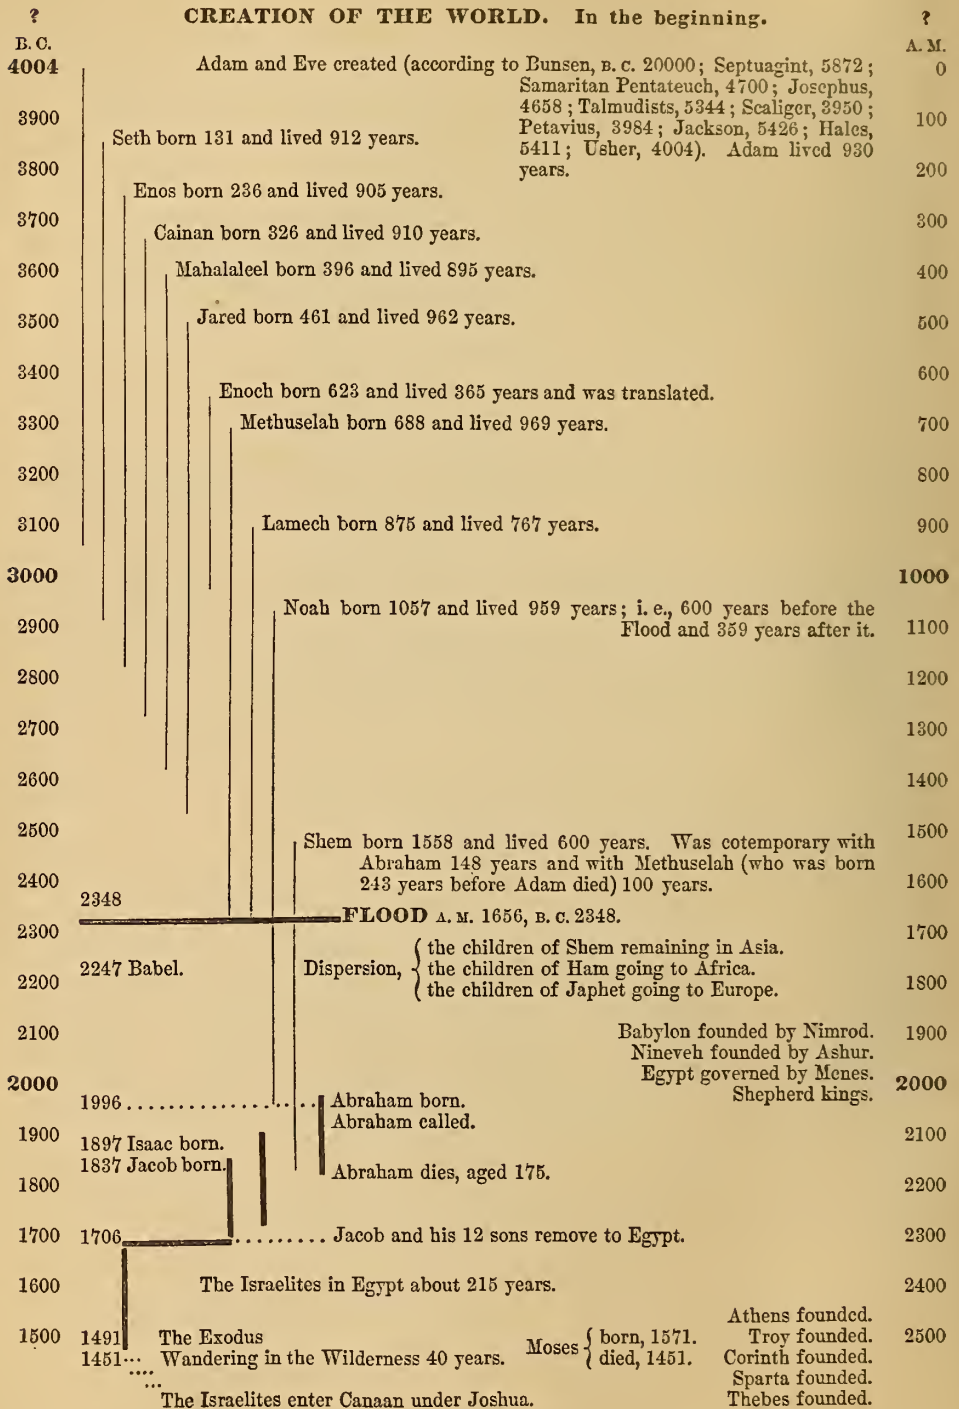 ? CREATION OF THE WORLD. In the beginning. ?
B. C. A. M.
4004 Adam and Eve created (according to Bunsen, B. C. 20000; Septuagint, 5872; 0
Samaritan Pentateuch, 4700; Josephus,
4658; Talmudists, 5344; Scaliger, 3950;
3900 Petavius, 3984; Jackson, 5426; Hales, 100
Seth born 131 and lived 912 years. 5411; Usher, 4004). Adam lived 930
3800 years. 200
Enos born 236 and lived 905 years.
3700 300
Cainan born 326 and lived 910 years.
3600 Mahalaleel born 396 and lived 895 years. 400
3500 Jared born 461 and lived 962 years. 500
3400 600
Enoch born 623 and lived 365 years and was translated.
3300 Methuselah born 688 and lived 969 years. 700
3200 800
3100 Lamech born 875 and lived 767 years. 900
3000 1000
Noah born 1057 and lived 959 years; i. e., 600 years before the
2900 Flood and 359 years after it. 1100
2800 1200
2700 1300
2600 1400
2500 1500
Shem born 1558 and lived 600 years. Was cotemporary with
Abraham 148 years and with Methuselah (who was born
2400 243 years before Adam died) 100 years. 1600
2348
FLOOD A. M. 1656, B. C. 2348.
2300 1700
the children of Shem remaining in Asia.
2247 Babel. Dispersion, the children of Ham going to Africa.
2200 the children of Japhet going to Europe. 1800
2100 Babylon founded by Nimrod. 1900
Nineveh founded by Ashur.
Egypt governed by Menes.
2000 Shepherd kings. 2000
1996 Abraham born.
Abraham called.
1900 2100
1897 Isaac born.
1837 Jacob born. Abraham dies, aged 175.
1800 2200
1700 1706 Jacob and his 12 sons remove to Egypt. 2300
1600 The Israelites in Egypt about 215 years. 2400
Athens founded.
1500 1491 The Exodus Moses born, 1571. Troy founded. 2500
1451 Wandering in the Wilderness 40 years. died, 1451. Corinth founded.
Sparta founded.
The Israelites enter Canaan under Joshua. Thebes founded.